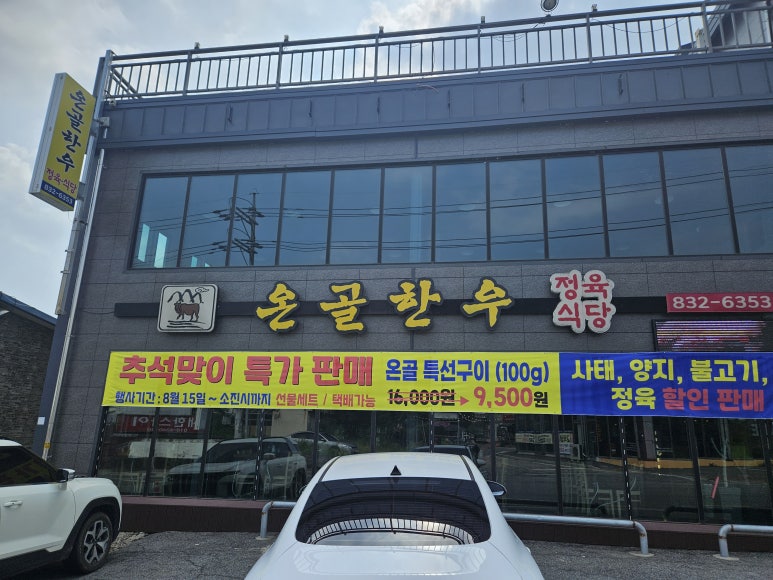 온골한우
정육식당
832-6353
온골한우
정육
식당
832-6353
추석맞이 특가 판매
행사기간 : 8월 15일 ~ 소진시까지 선물세트 / 택배가능
온골 특선구이 (100g)
16,000원 → 9,500원
사태, 양지, 불고기,
정육 할인 판매